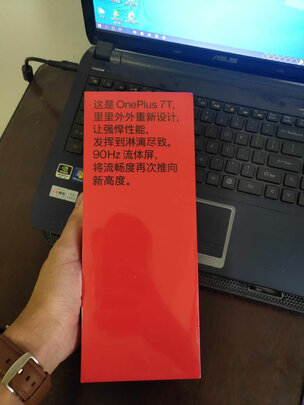 ASUS
这是 OnePlus 7T,
里里外外重新设计,
让强悍性能,
发挥到淋漓尽致。
90Hz 流体屏,
将流畅度再次推向
新高度。